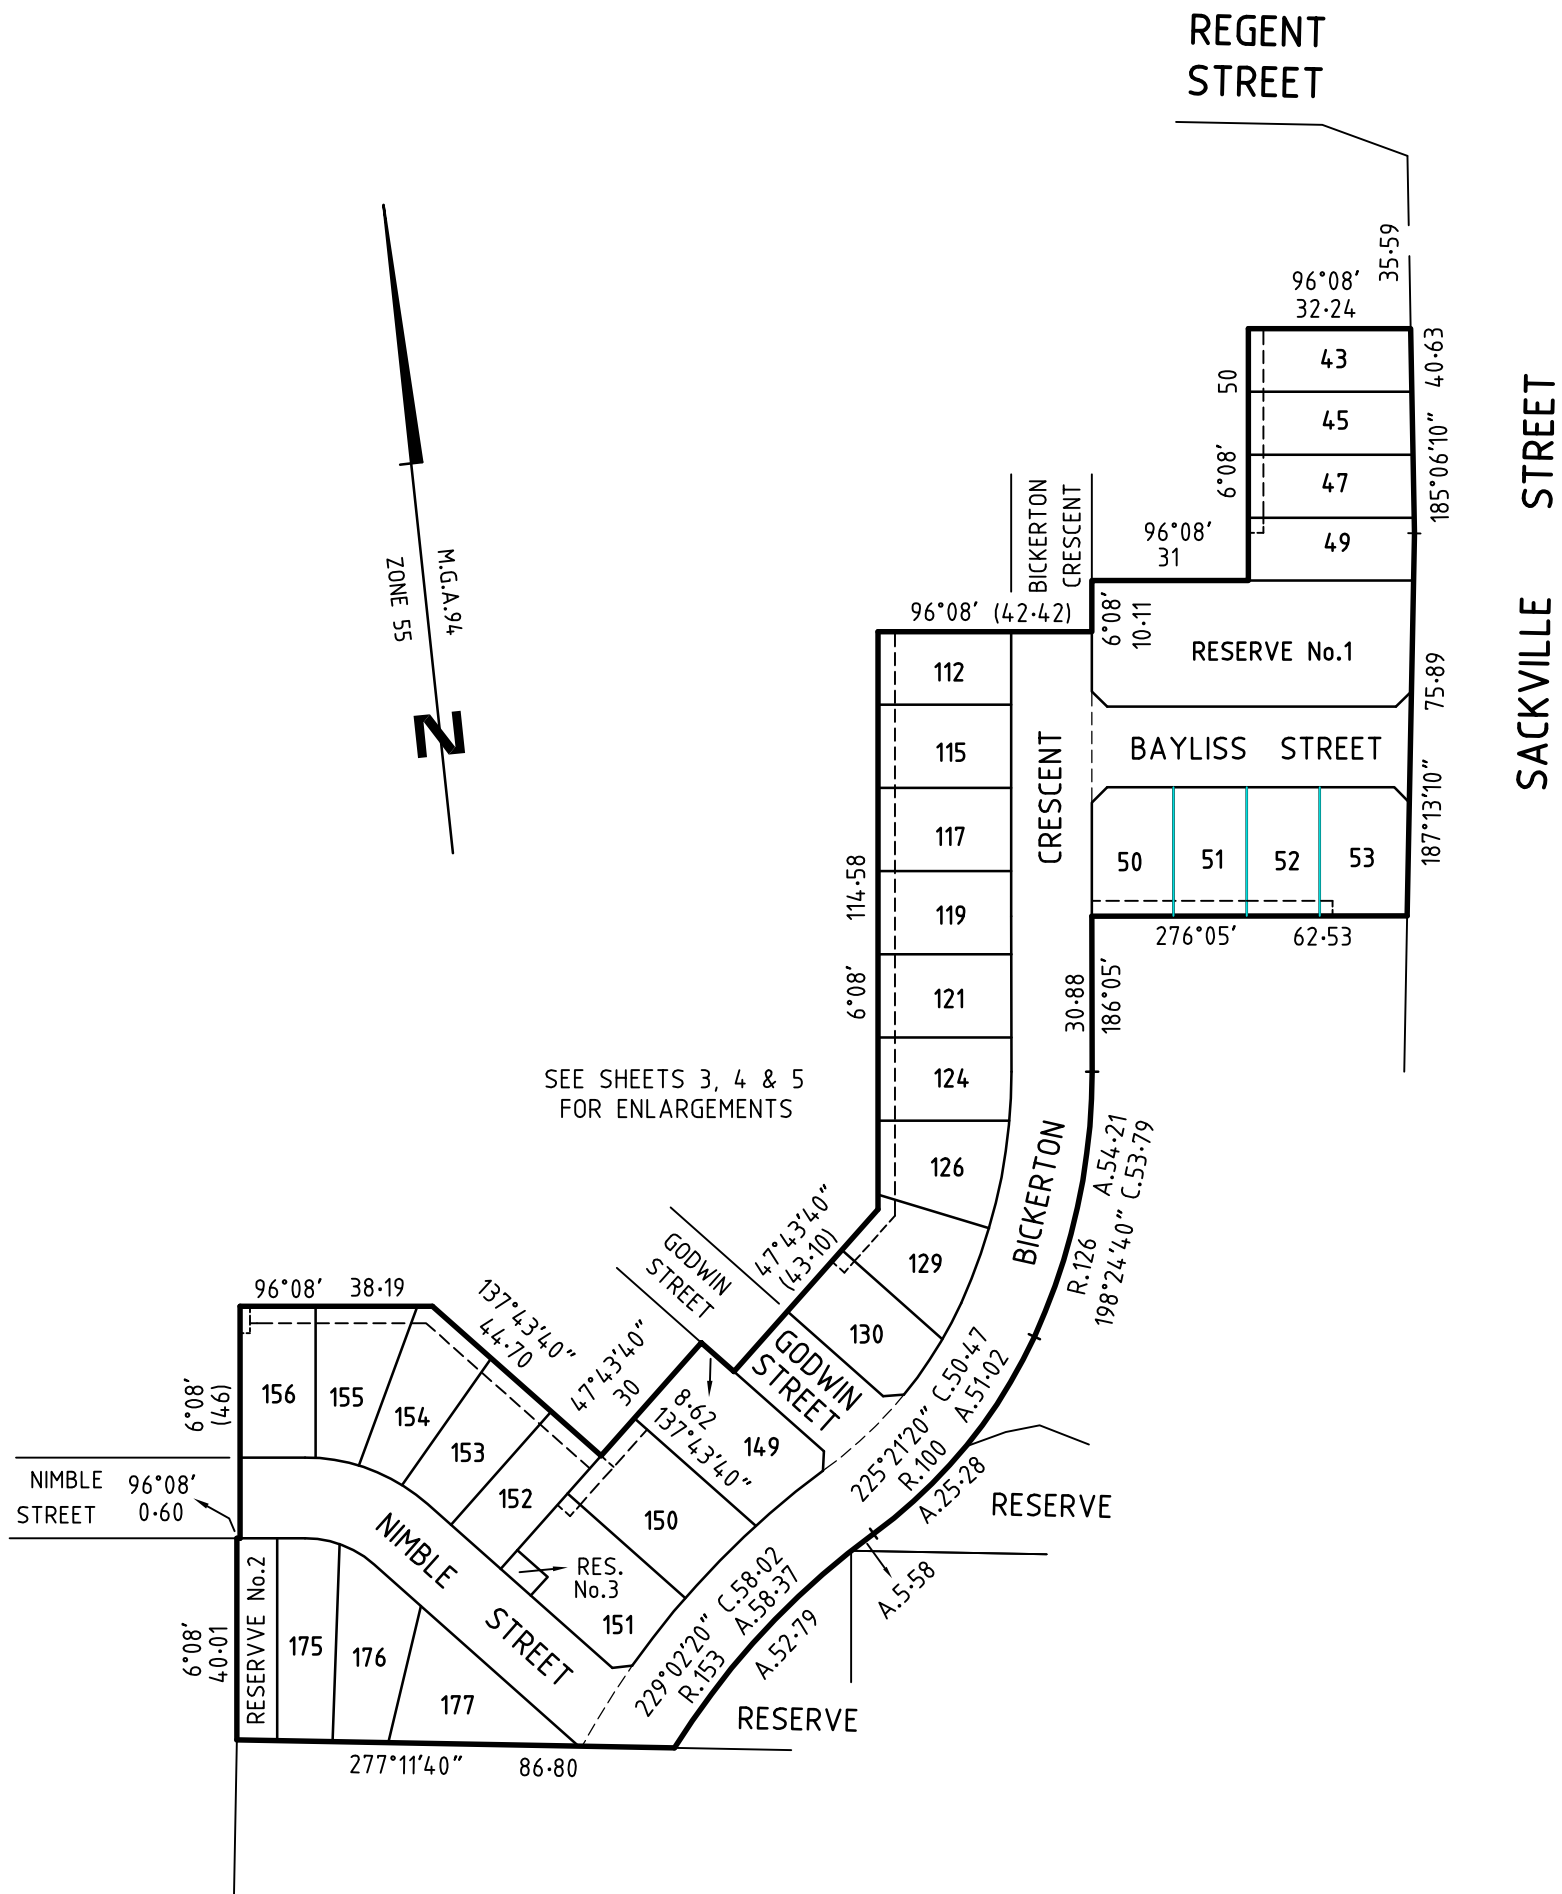 REGENT
STREET
35·59
96°08'
32·24
40·63
43
50
45
185°06'10"
6°08'
47
49
SACKVILLE STREET
BICKERTON
CRESCENT
96°08'
31
M.G.A.94
ZONE 55
N
96°08' (42·42)
6°08'
10·11
RESERVE No.1
75·89
112
115
117
119
121
124
126
129
130
114·58
6°08'
CRESCENT
BAYLISS STREET
187°13'10"
50
51
52
53
276°05'
62·53
30·88
186°05'
SEE SHEETS 3, 4 & 5
FOR ENLARGEMENTS
BICKERTON
A.54·21
R.126
C.53·79
198°24'40"
GODWIN
STREET
47°43'40"
(43·10)
96°08'
38·19
137°43'40"
44·70
47°43'40"
30
8·62
137°43'40"
GODWIN
STREET
225°21'20" C.50·47
R.100
A.51·02
A.25·28
RESERVE
6°08'
(46)
156
155
154
153
152
149
150
151
NIMBLE
STREET
96°08'
0·60
NIMBLE
STREET
RES.
No.3
A.5·58
229°02'20" C.58·02
R.153
A.58·37
A.52·79
RESERVE
6°08'
40·01
RESERVVE No.2
175
176
177
277°11'40"
86·80